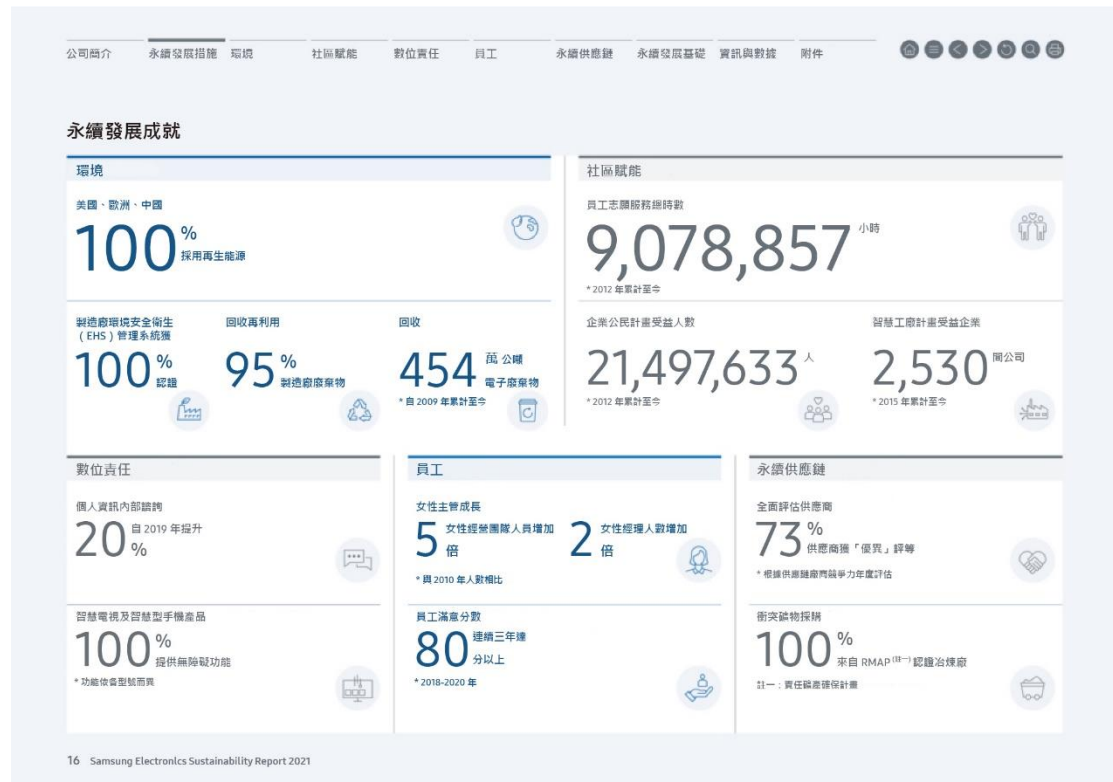 公司簡介 永續發展措施 環境 社區賦能 數位責任 員工 永續供應鏈 永續發展基礎 資訊與數據 附件
永續發展成就
環境
美國、歐洲、中國
100%
採用再生能源
製造廠環境安全衛生
(EHS)管理系統獲
100%
認證
回收再利用
95%
製造廠廢棄物
回收
454 萬 公噸
電子廢棄物
* 自 2009 年累計至今
社區賦能
員工志願服務總時數
9,078,857 小時
* 2012 年累計至今
企業公民計畫受益人數
21,497,633 人
* 2012 年累計至今
智慧工廠計畫受益企業
2,530 間公司
* 2015 年累計至今
數位責任
個人資訊內部諮詢
20 自 2019 年提升
%
智慧電視及智慧型手機產品
100%
提供無障礙功能
* 功能依各型號而異
員工
女性主管成長
5 女性經營團隊人員增加
倍
2 女性經理人數增加
倍
* 與 2010 年人數相比
員工滿意分數
80 連續三年達
分以上
* 2018-2020 年
永續供應鏈
全面評估供應商
73%
供應商獲「優異」評等
* 根據供應鏈廠商競爭力年度評估
衝突礦物採購
100%
來自 RMAP (註一) 認證冶煉廠
註一:責任礦產確保計畫
16 Samsung Electronics Sustainability Report 2021